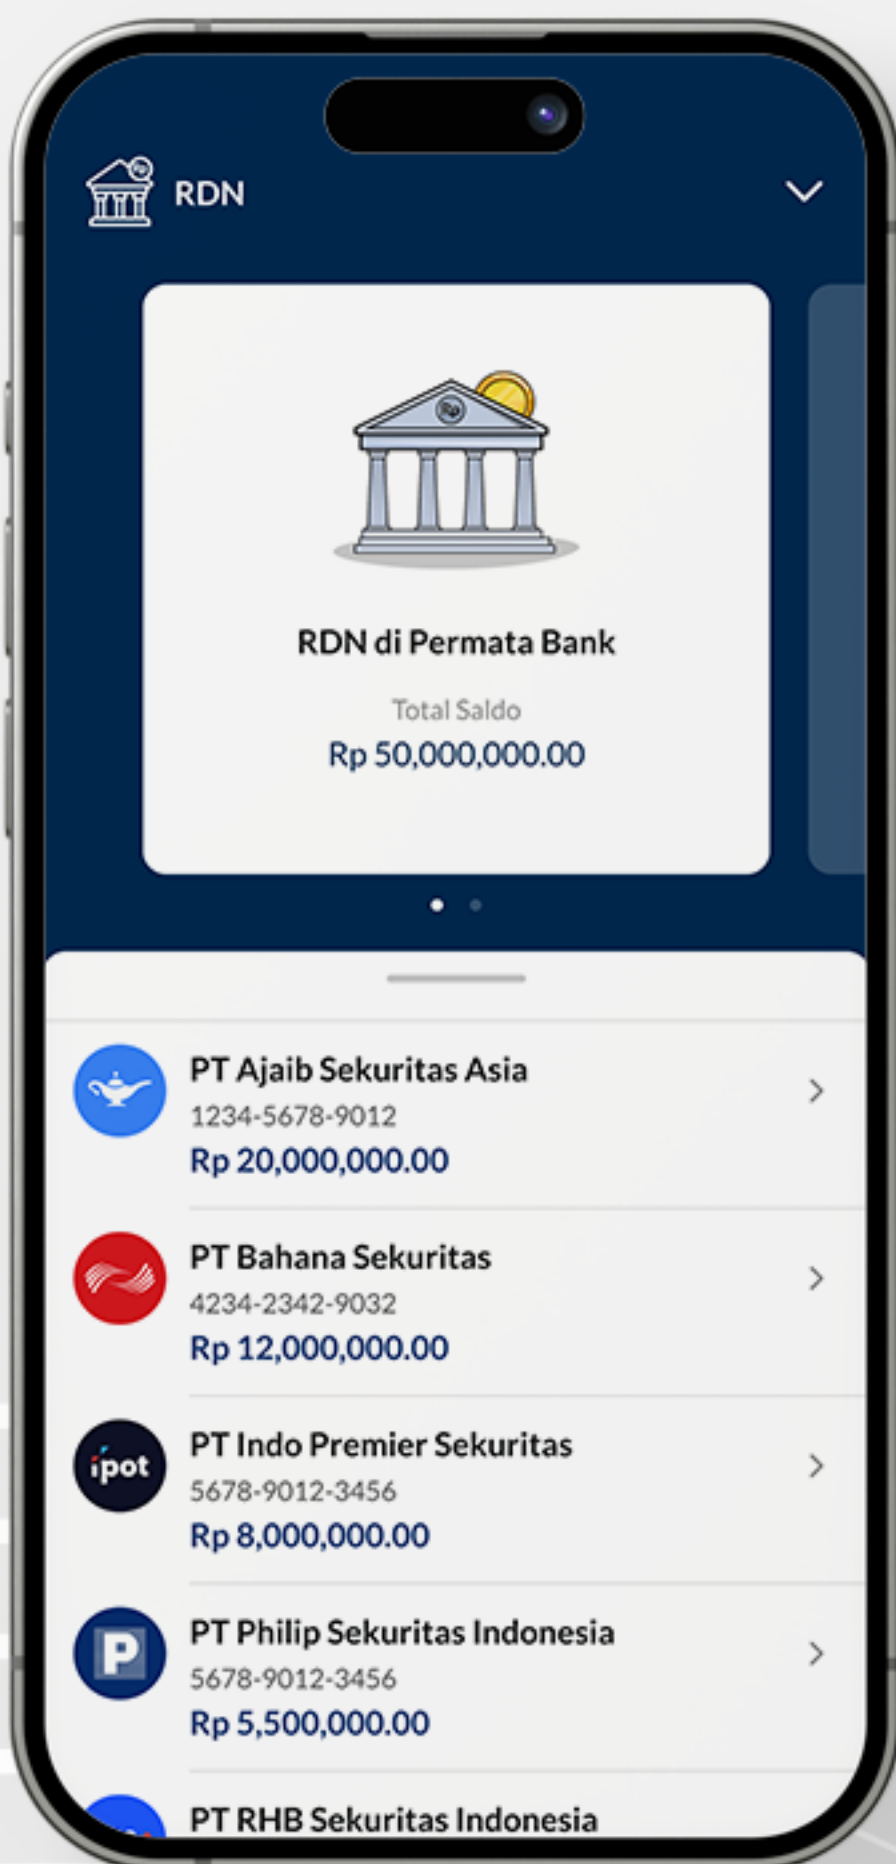 RDN
Rp
RDN di Permata Bank
Total Saldo
Rp 50,000,000.00
PT Ajaib Sekuritas Asia
1234-5678-9012
Rp 20,000,000.00
PT Bahana Sekuritas
4234-2342-9032
Rp 12,000,000.00
ipot
PT Indo Premier Sekuritas
5678-9012-3456
Rp 8,000,000.00
P
PT Philip Sekuritas Indonesia
5678-9012-3456
Rp 5,500,000.00
PT RHB Sekuritas Indonesia